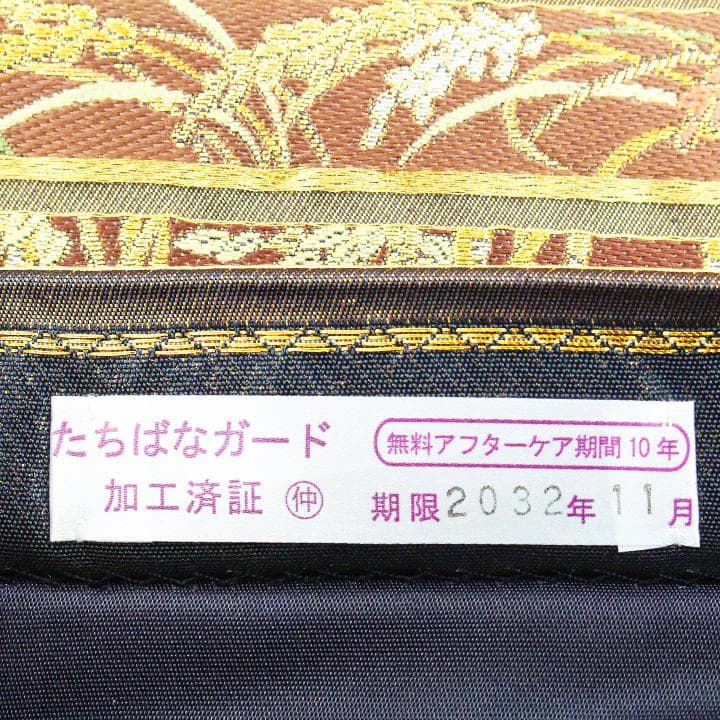 たちばなガード
無料アフターケア期間10年
加工済証 仲
期限2032年11月